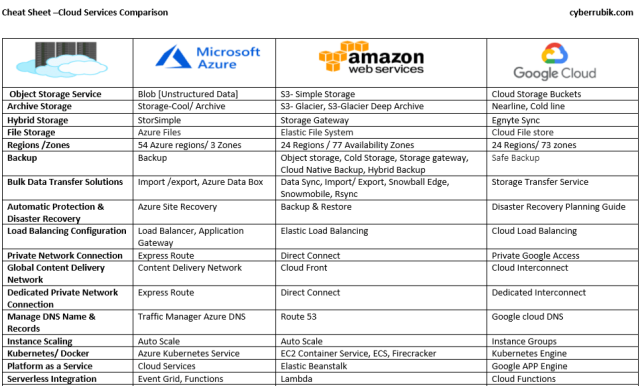 Cheat Sheet –Cloud Services Comparison cyberrubik.com
Microsoft Azure amazon web services Google Cloud
Object Storage Service Blob [Unstructured Data] S3- Simple Storage Cloud Storage Buckets
Archive Storage Storage-Cool/ Archive S3- Glacier, S3-Glacier Deep Archive Nearline, Cold line
Hybrid Storage StorSimple Storage Gateway Egnyte Sync
File Storage Azure Files Elastic File System Cloud File store
Regions /Zones 54 Azure regions/ 3 Zones 24 Regions / 77 Availability Zones 24 Regions/ 73 zones
Backup Backup Object storage, Cold Storage, Storage gateway, Safe Backup
Cloud Native Backup, Hybrid Backup
Bulk Data Transfer Solutions Import /export, Azure Data Box Data Sync, Import/ Export, Snowball Edge, Storage Transfer Service
Snowmobile, Rsync
Automatic Protection & Azure Site Recovery Backup & Restore Disaster Recovery Planning Guide
Disaster Recovery
Load Balancing Configuration Load Balancer, Application Elastic Load Balancing Cloud Load Balancing
Gateway
Private Network Connection Express Route Direct Connect Private Google Access
Global Content Delivery Content Delivery Network Cloud Front Cloud Interconnect
Network
Dedicated Private Network Express Route Direct Connect Dedicated Interconnect
Connection
Manage DNS Name & Traffic Manager Azure DNS Route 53 Google cloud DNS
Records
Instance Scaling Auto Scale Auto Scale Instance Groups
Kubernetes/ Docker Azure Kubernetes Service EC2 Container Service, ECS, Firecracker Kubernetes Engine
Platform as a Service Cloud Services Elastic Beanstalk Google APP Engine
Serverless Integration Event Grid, Functions Lambda Cloud Functions